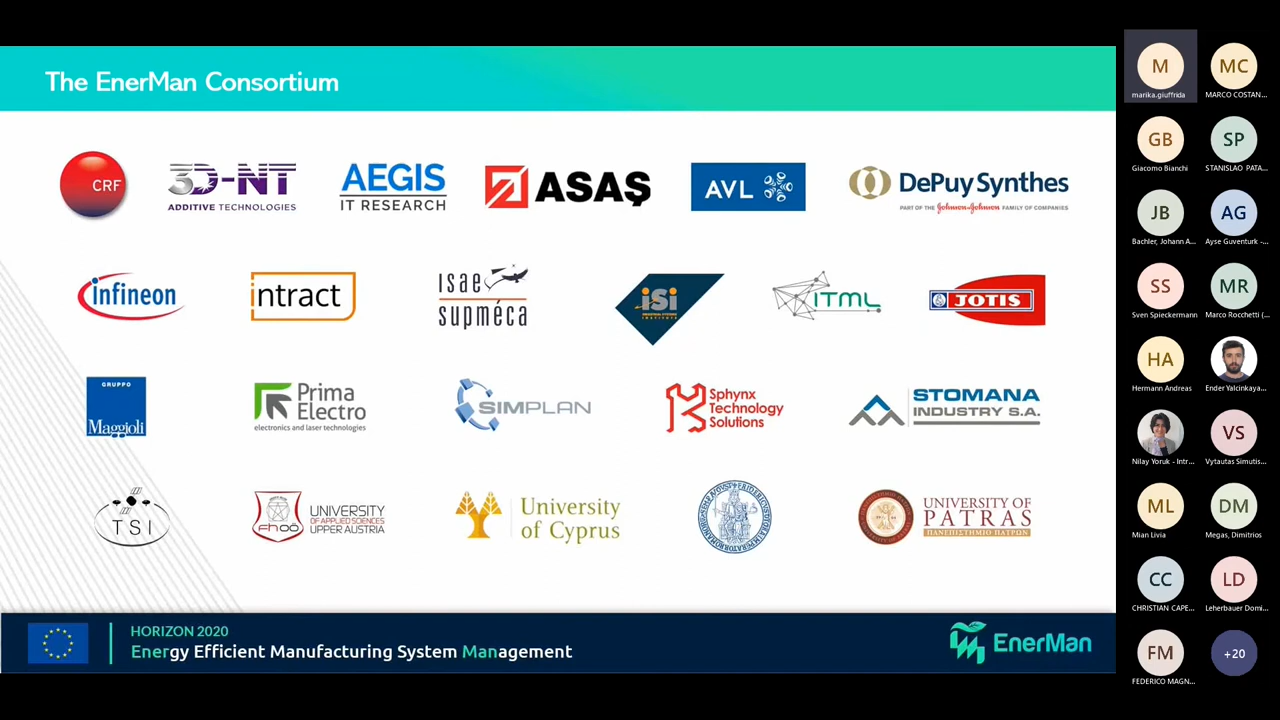 The EnerMan Consortium
CRF
3D-NT
ADDITIVE TECHNOLOGIES
AEGIS
IT RESEARCH
ASAŞ
AVL
DePuy Synthes
PART OF THE Johnson&Johnson FAMILY OF COMPANIES
infineon
intract
isae
supméca
iSi
INDUSTRIAL SYSTEMS
INSTITUTE
ITML
JOTIS
GRUPPO
Maggioli
Prima
Electro
electronics and laser technologies
SIMPLAN
Sphynx
Technology
Solutions
STOMANA
INDUSTRY S.A.
TSI
fhoö
UNIVERSITY
OF APPLIED SCIENCES
UPPER AUSTRIA
University
of Cyprus
UNIVERSITY OF
PATRAS
ΠΑΝΕΠΙΣΤΗΜΙΟ ΠΑΤΡΩΝ
HORIZON 2020
Energy Efficient Manufacturing System Management
EnerMan
M
marika.giuffrida
MC
MARCO COSTAN...
GB
Giacomo Bianchi
SP
STANISLAO PATA...
JB
Bachler, Johann A...
AG
Ayse Guventurk -...
SS
Sven Spieckermann
MR
Marco Rocchetti (...
HA
Hermann Andreas
Ender Yalcinkaya...
Nilay Yoruk - Intr...
VS
Vytautas Simutis...
ML
Mian Livia
DM
Megas, Dimitrios
CC
CHRISTIAN CAPE...
LD
Leherbauer Domi...
FM
FEDERICO MAGN...
+20